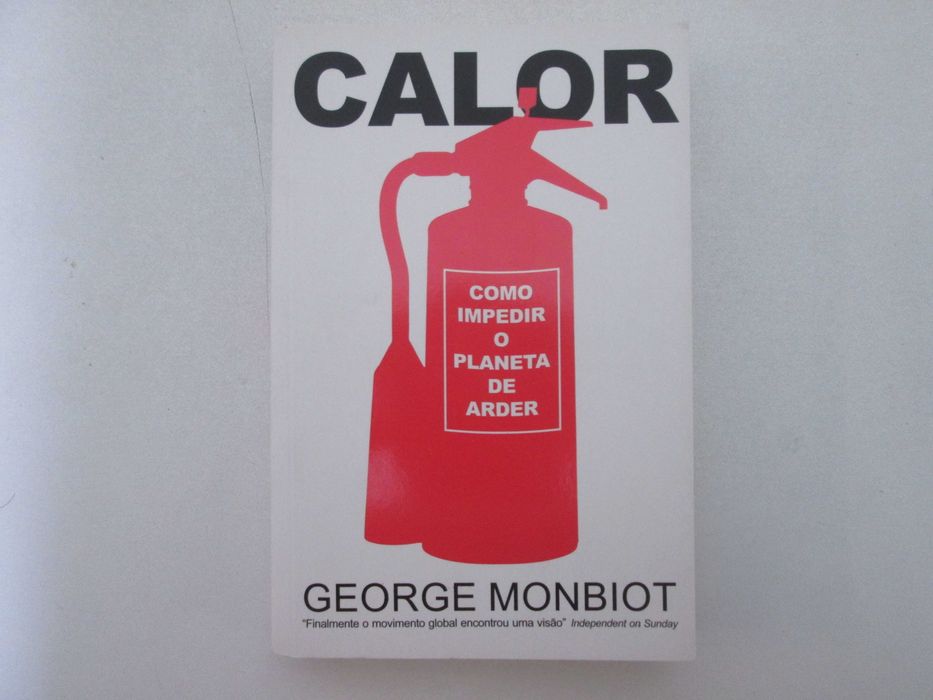 CALOR
COMO
IMPEDIR
O
PLANETA
DE
ARDER
GEORGE MONBIOT
"Finalmente o movimento global encontrou uma visão" Independent on Sunday